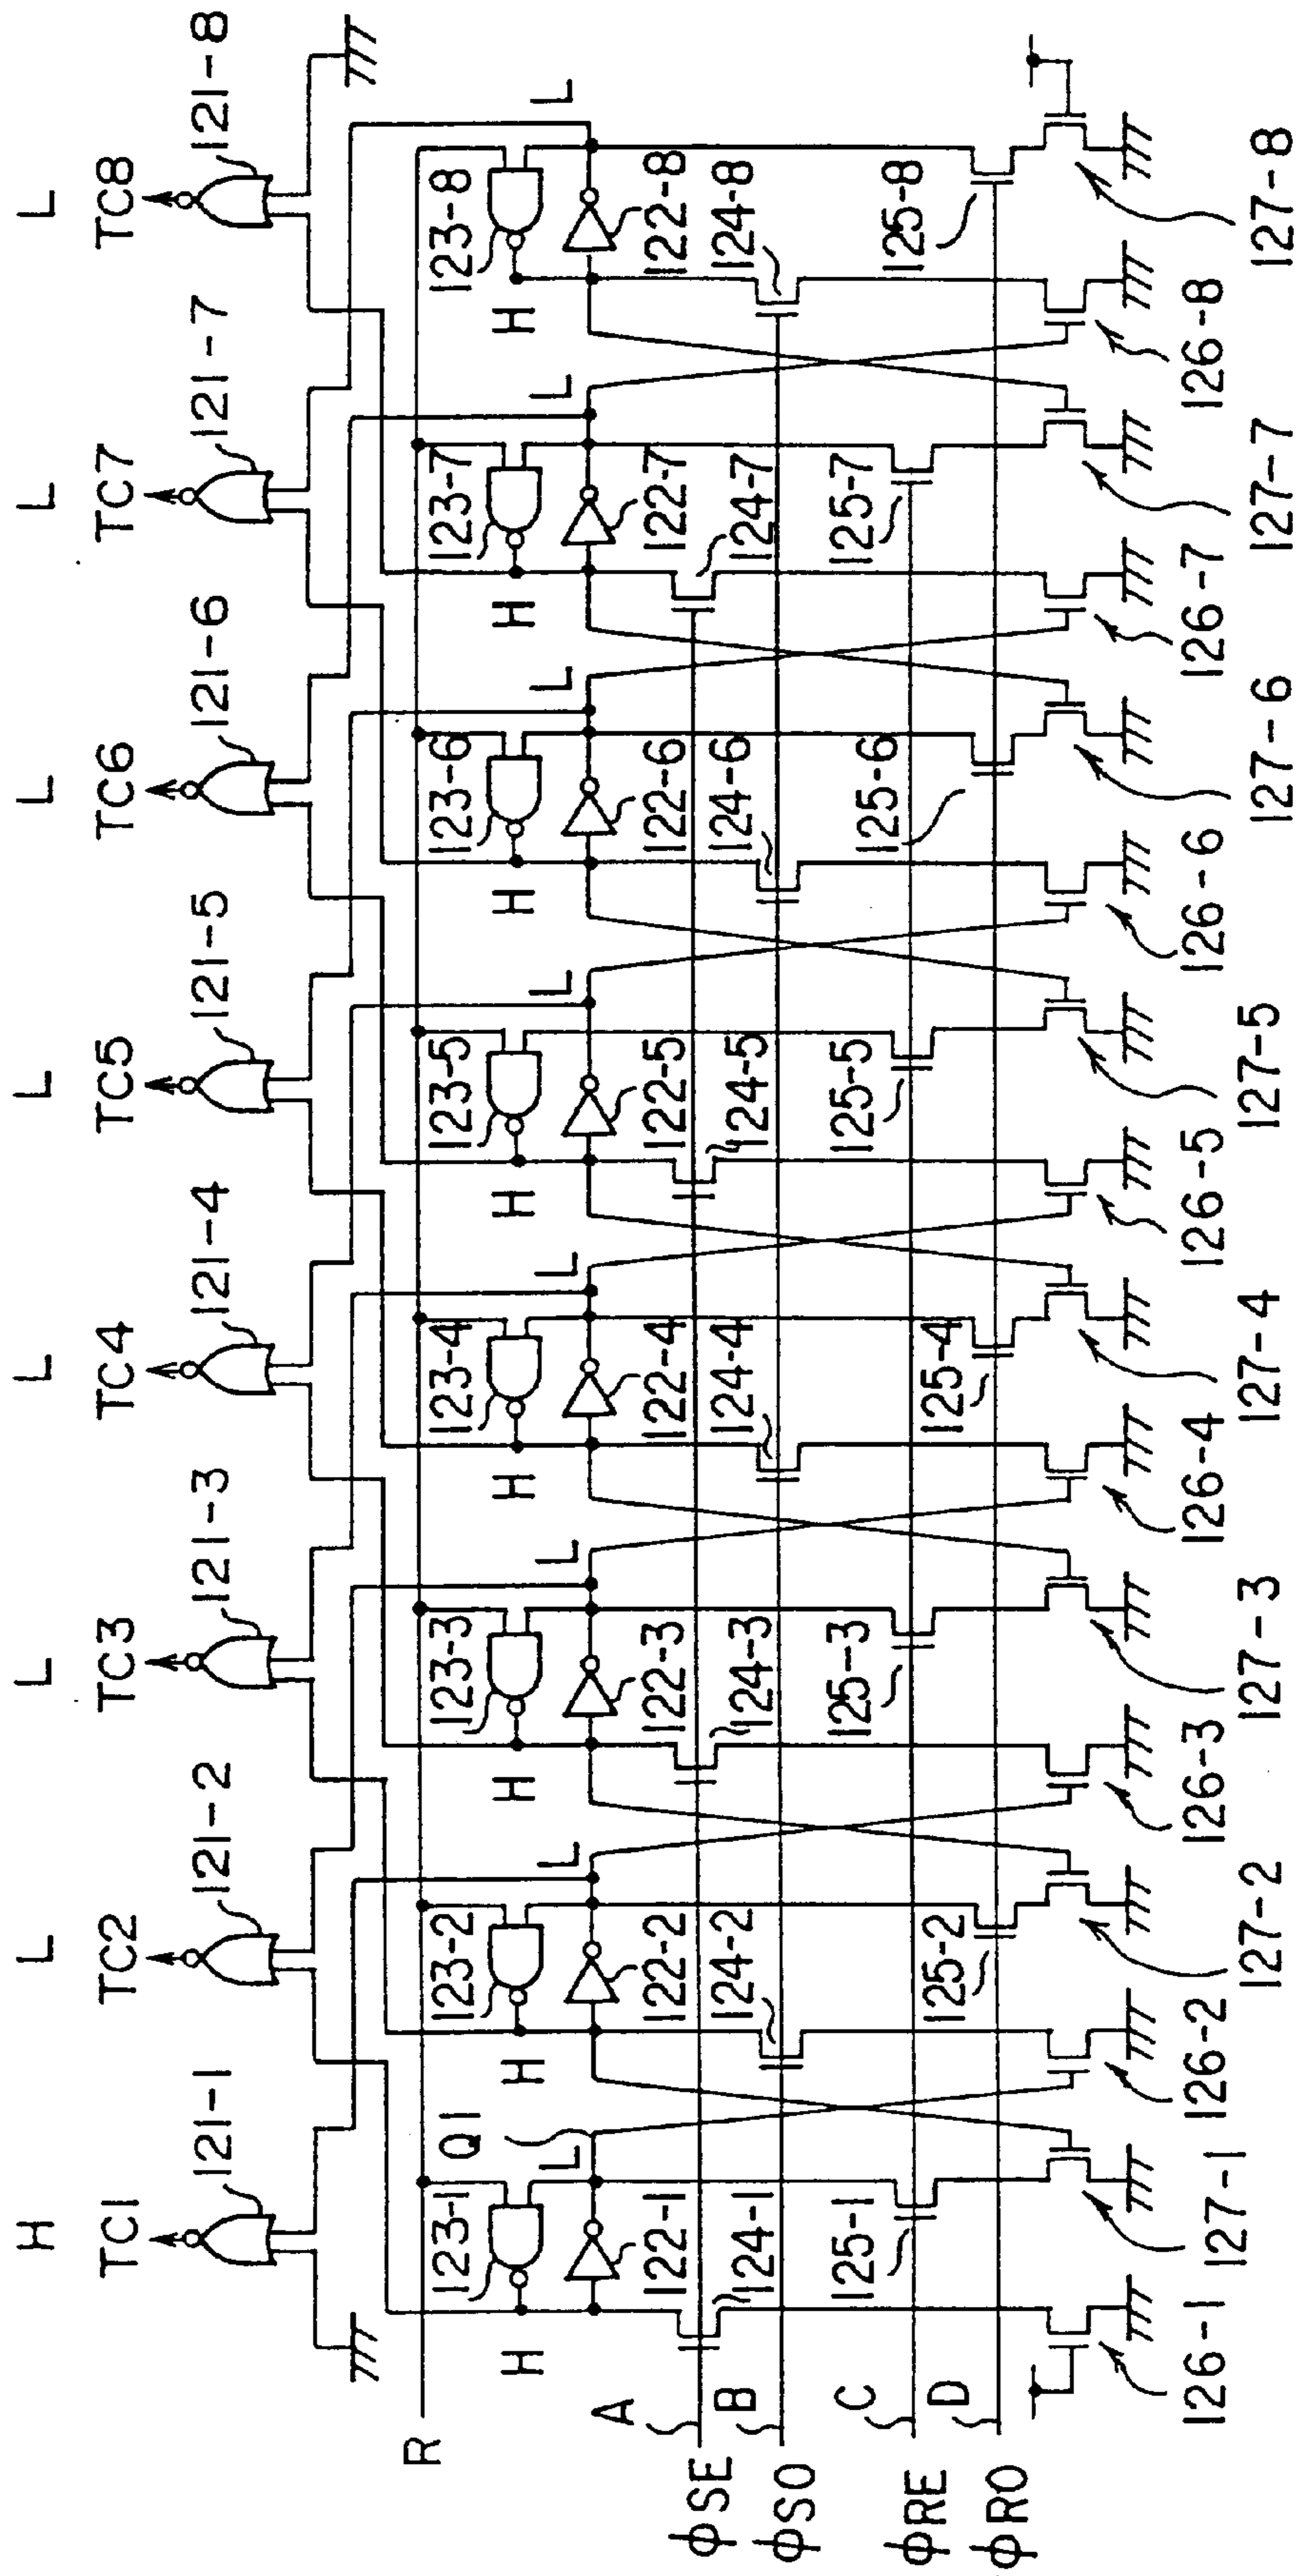 H L L L L L L L
TC1 TC2 TC3 TC4 TC5 TC6 TC7 TC8
121-1 121-2 121-3 121-4 121-5 121-6 121-7 121-8
R
Q1
L L L L L L L L
123-1 123-2 123-3 123-4 123-5 123-6 123-7 123-8
H H H H H H H H
122-1 122-2 122-3 122-4 122-5 122-6 122-7 122-8
A
ϕSE
124-1 124-2 124-3 124-4 124-5 124-6 124-7 124-8
B
ϕSO
125-1 125-2 125-3 125-4 125-5 125-6 125-7 125-8
C
ϕRE
D
ϕRO
126-1 126-2 126-3 126-4 126-5 126-6 126-7 126-8
127-1 127-2 127-3 127-4 127-5 127-6 127-7 127-8